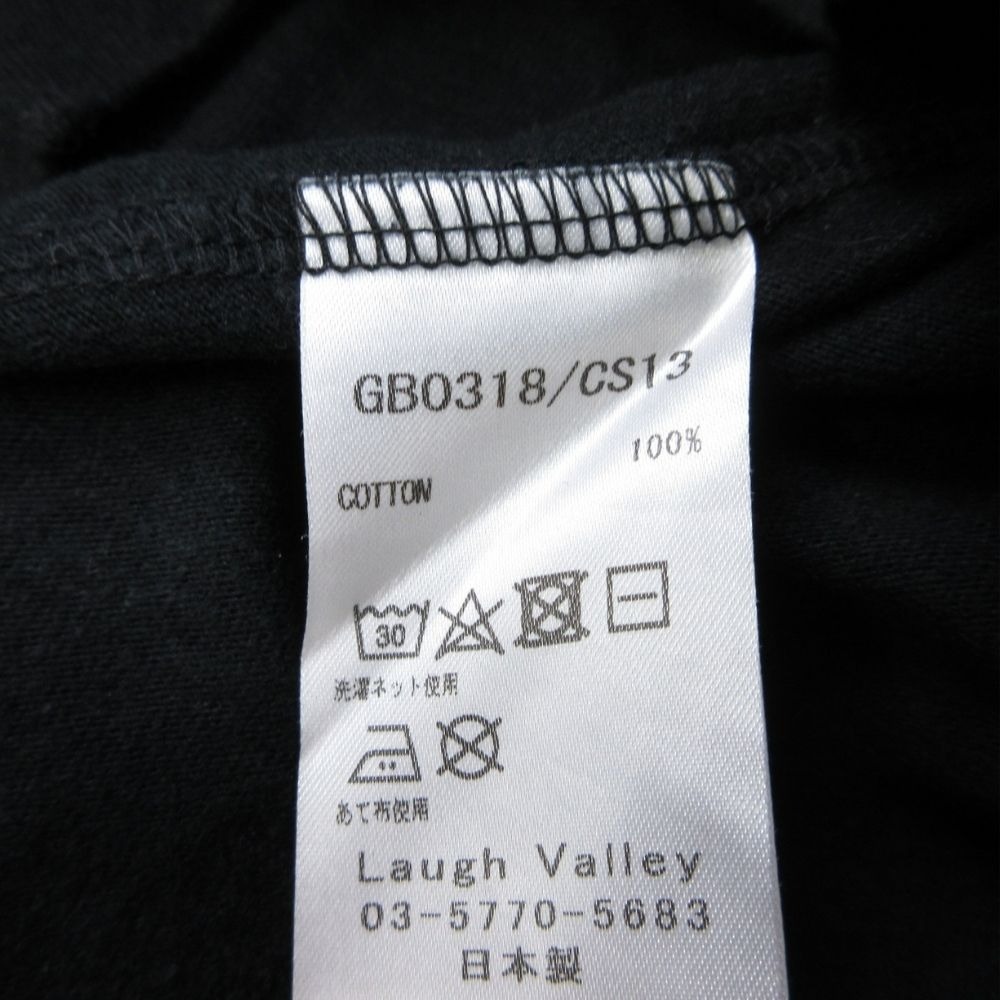 GB0318/CS13
100%
COTTON
30
洗濯ネット使用
あて布使用
Laugh Valley
03-5770-5683
日本製